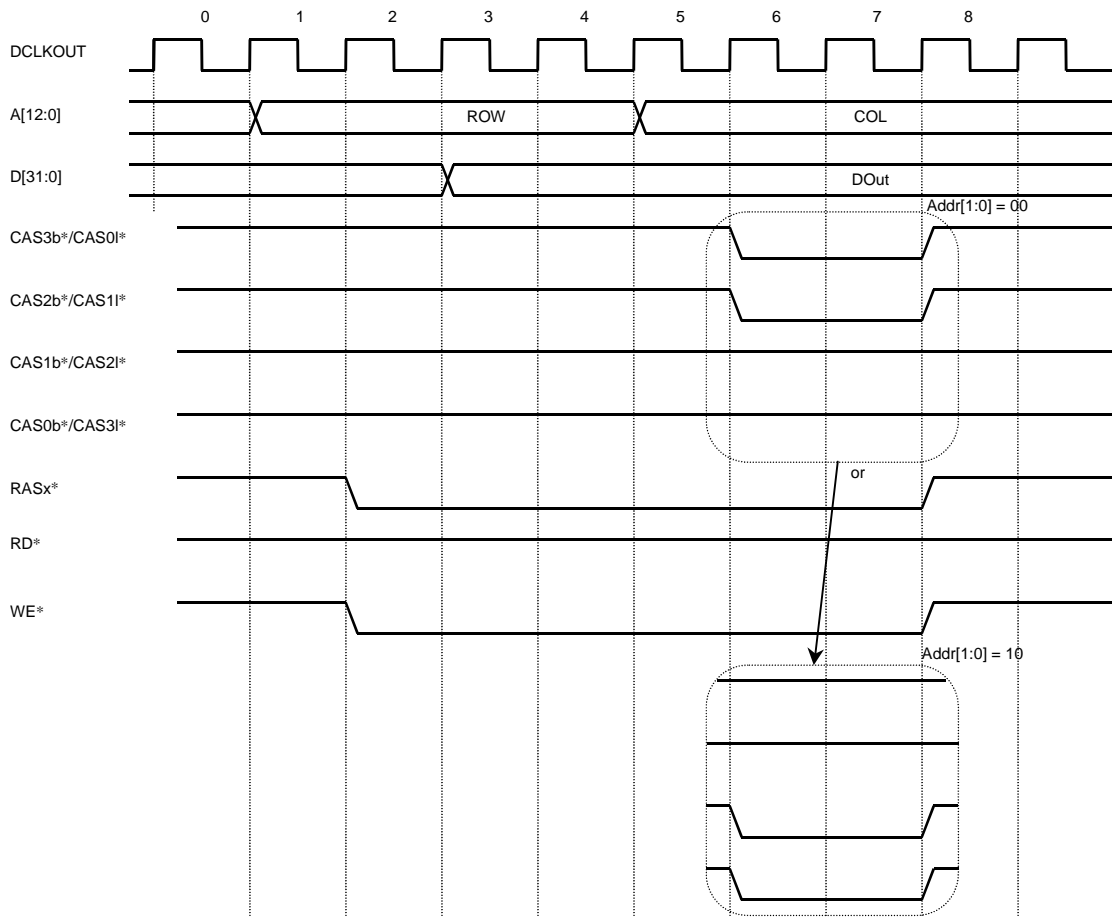 0 1 2 3 4 5 6 7 8
DCLKOUT
A[12:0] ROW COL
D[31:0] DOut
Addr[1:0] = 00
CAS3b*/CAS0l*
CAS2b*/CAS1l*
CAS1b*/CAS2l*
CAS0b*/CAS3l*
or
RASx*
RD*
WE*
Addr[1:0] = 10